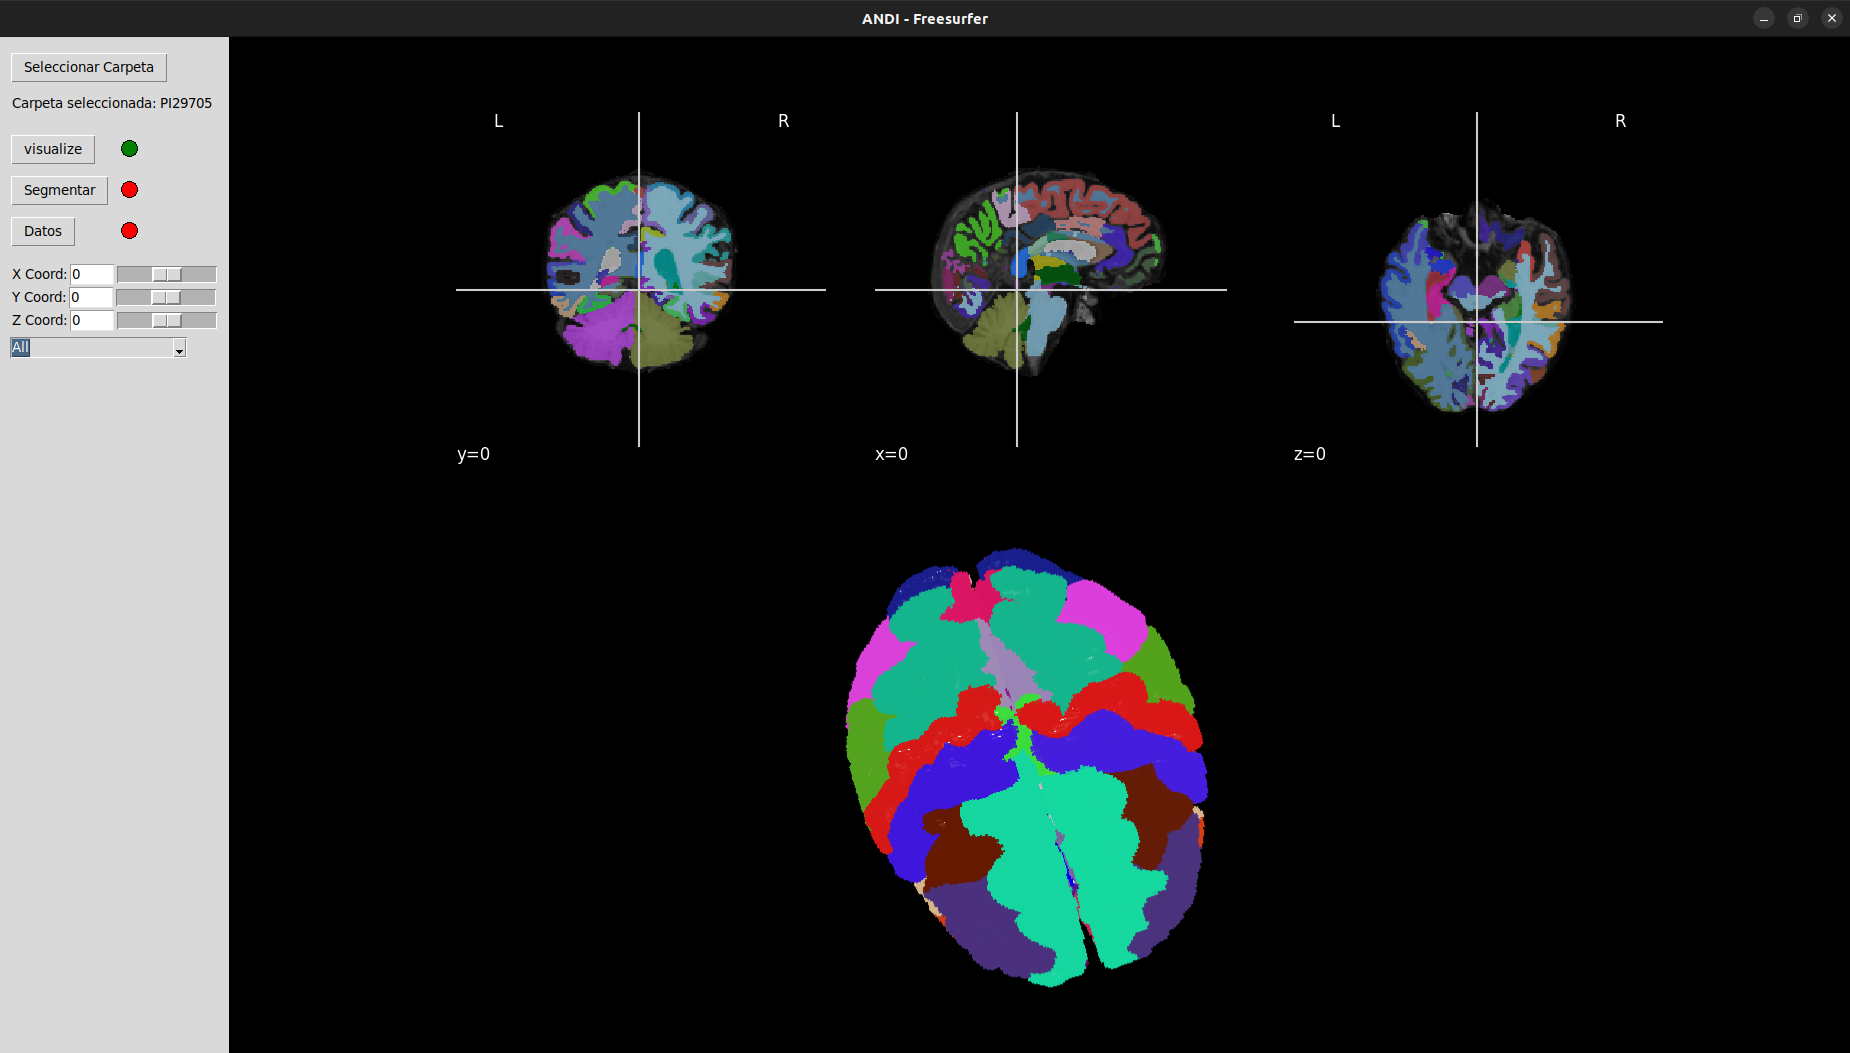 ANDI - Freesurfer
Seleccionar Carpeta
Carpeta seleccionada: PI29705
visualize
Segmentar
Datos
X Coord: 0
Y Coord: 0
Z Coord: 0
All
L R
L R
y=0 x=0 z=0